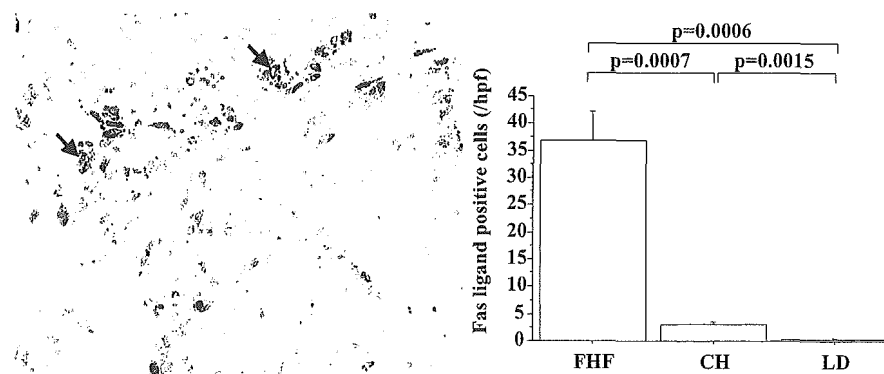 p=0.0006
p=0.0007
p=0.0015
Fas ligand positive cells (/hpf)
45
40
35
30
25
20
15
10
5
0
FHF
CH
LD